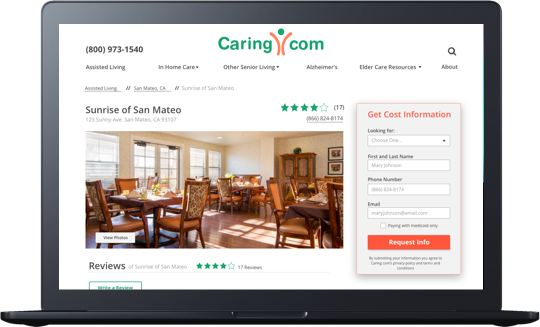 (800) 973-1540
Caring com
Assisted Living In Home Care Other Senior Living Alzheimer's Elder Care Resources About
Assisted Living // San Mateo, CA // Sunrise of San Mateo
Sunrise of San Mateo
(17)
123 Sunny Ave. San Mateo, CA 93107
(866) 824-8174
View Photos
Reviews of Sunrise of San Mateo 17 Reviews
Write a Review
Get Cost Information
Looking for:
Choose One...
First and Last Name
Mary Johnson
Phone Number
(866) 824-8174
Email
maryjohnson@email.com
Paying with medicaid only
Request Info
By submitting your information you agree to
Caring.com's privacy policy and terms and
conditions